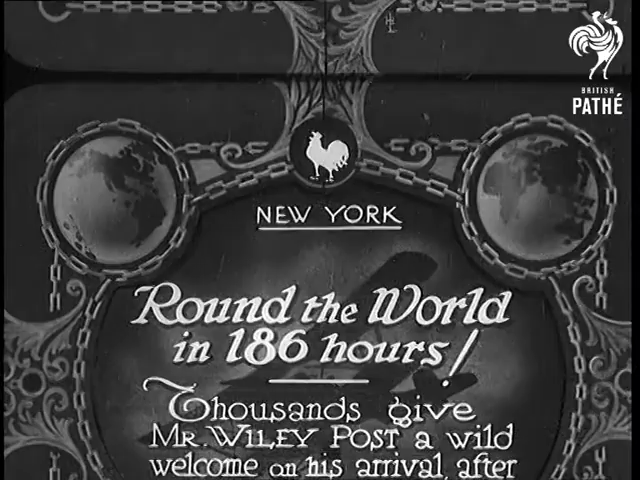 BRITISH
PATHÉ
NEW YORK
Round the World
in 186 hours!
Thousands give
MR. WILEY POST a wild
welcome on his arrival, after